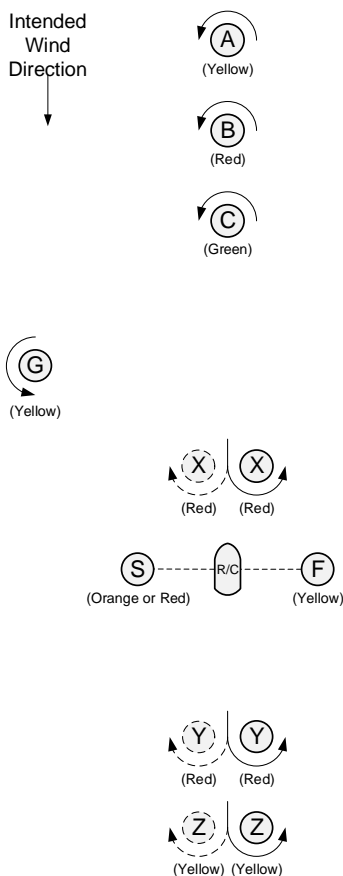 Intended
Wind
Direction
A
(Yellow)
B
(Red)
C
(Green)
G
(Yellow)
X X
(Red) (Red)
S R/C F
(Orange or Red) (Yellow)
Y Y
(Red) (Red)
Z Z
(Yellow) (Yellow)